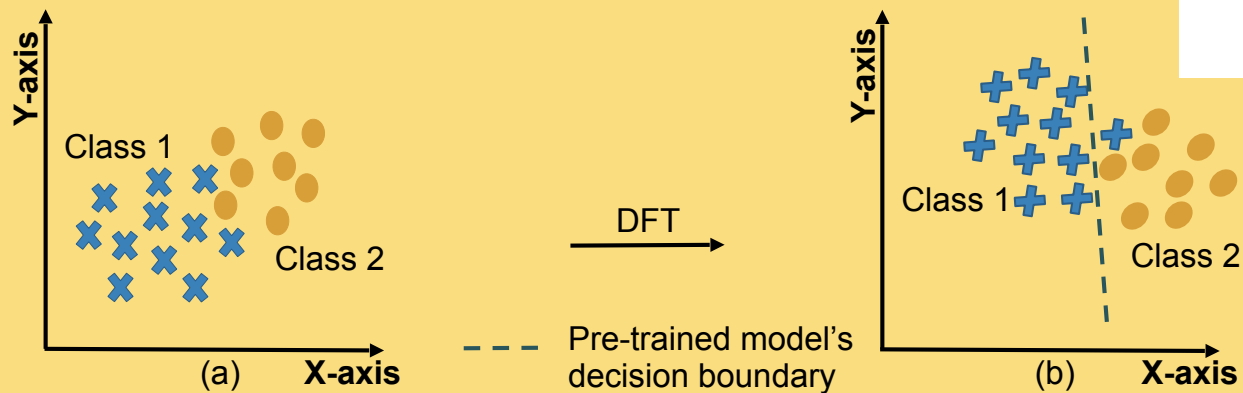 Y-axis
Class 1
Class 2
(a)
X-axis
DFT
Pre-trained model's
decision boundary
Y-axis
Class 1
Class 2
(b)
X-axis